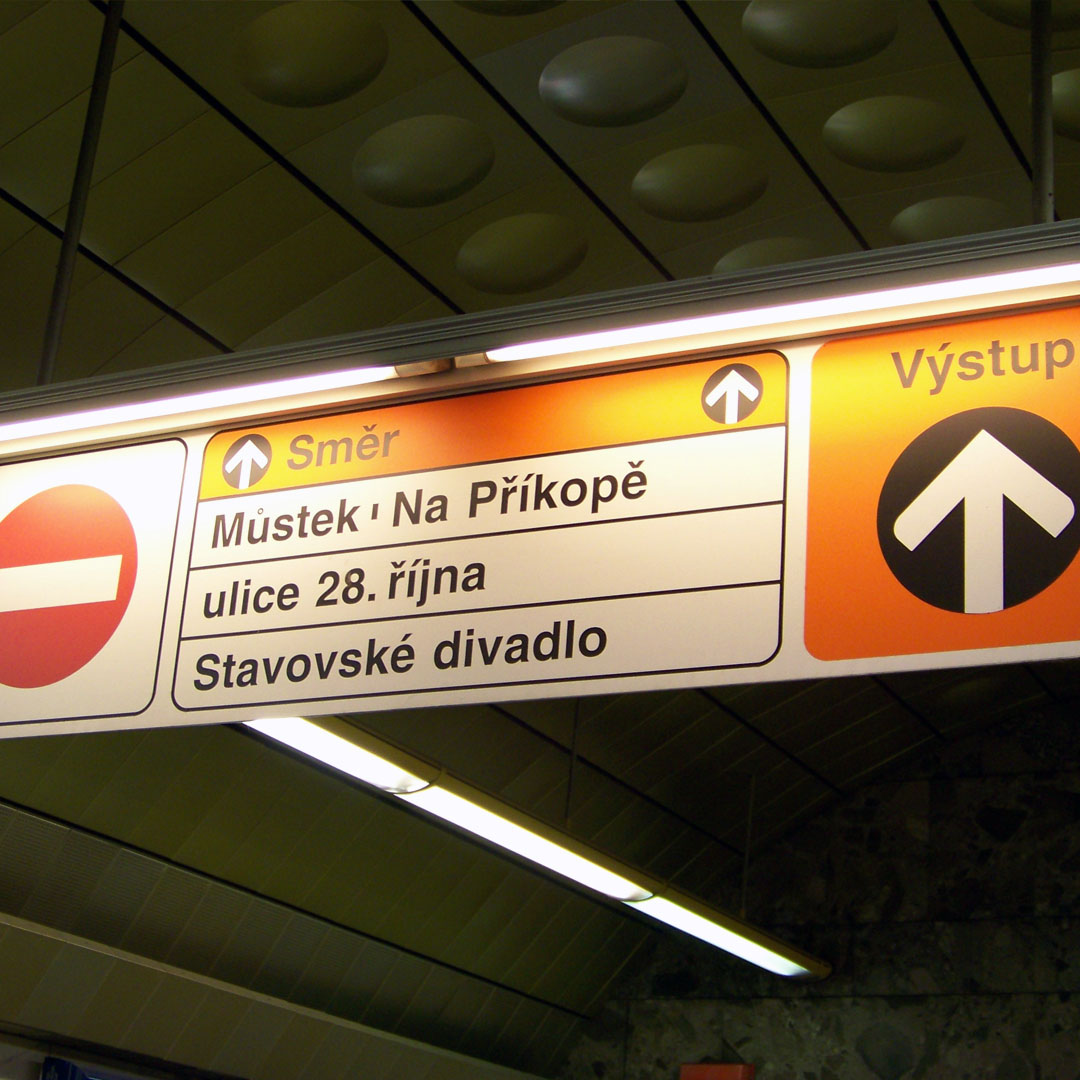 Směr
Můstek ' Na Příkopě
ulice 28. října
Stavovské divadlo
Výstup